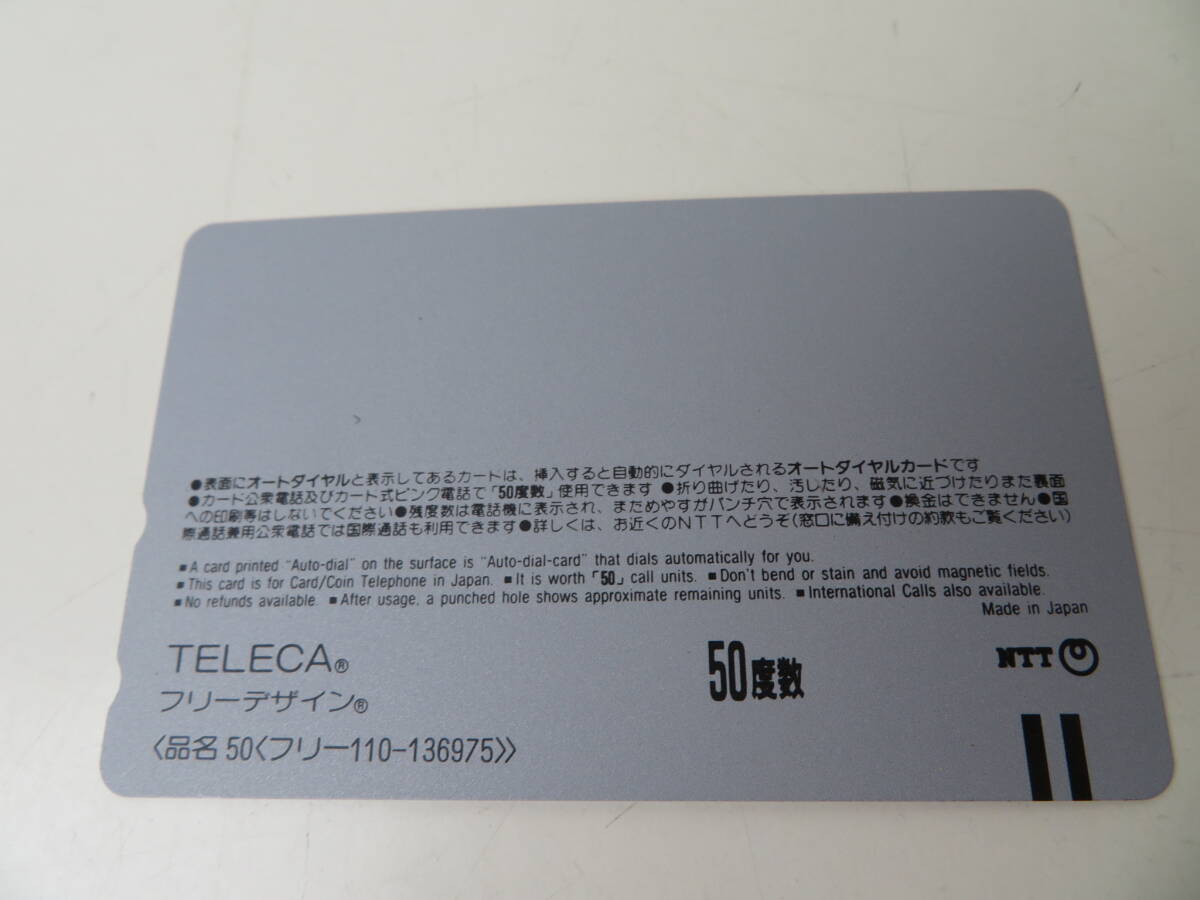 ●表面にオートダイヤルと表示してあるカードは、挿入すると自動的にダイヤルされるオートダイヤルカードです
●カード公衆電話及びカード式ピンク電話で「50度数」使用できます ●折り曲げたり、汚したり、磁気に近づけたりまた裏面
への印刷等はしないでください●残度数は電話機に表示され、まためやすがパンチ穴で表示されます●換金はできません●国
際通話兼用公衆電話では国際通話も利用できます●詳しくは、お近くのNTTへどうぞ(窓口に備え付けの約款もご覧ください)
■A card printed "Auto-dial" on the surface is "Auto-dial-card" that dials automatically for you.
■This card is for Card/Coin Telephone in Japan. ■It is worth「50」call units. ■Don't bend or stain and avoid magnetic fields.
■No refunds available. ■After usage, a punched hole shows approximate remaining units. ■International Calls also available.
Made in Japan
TELECA® 50度数 NTT
フリーデザイン®
〈品名 50〈フリー110-136975〉〉